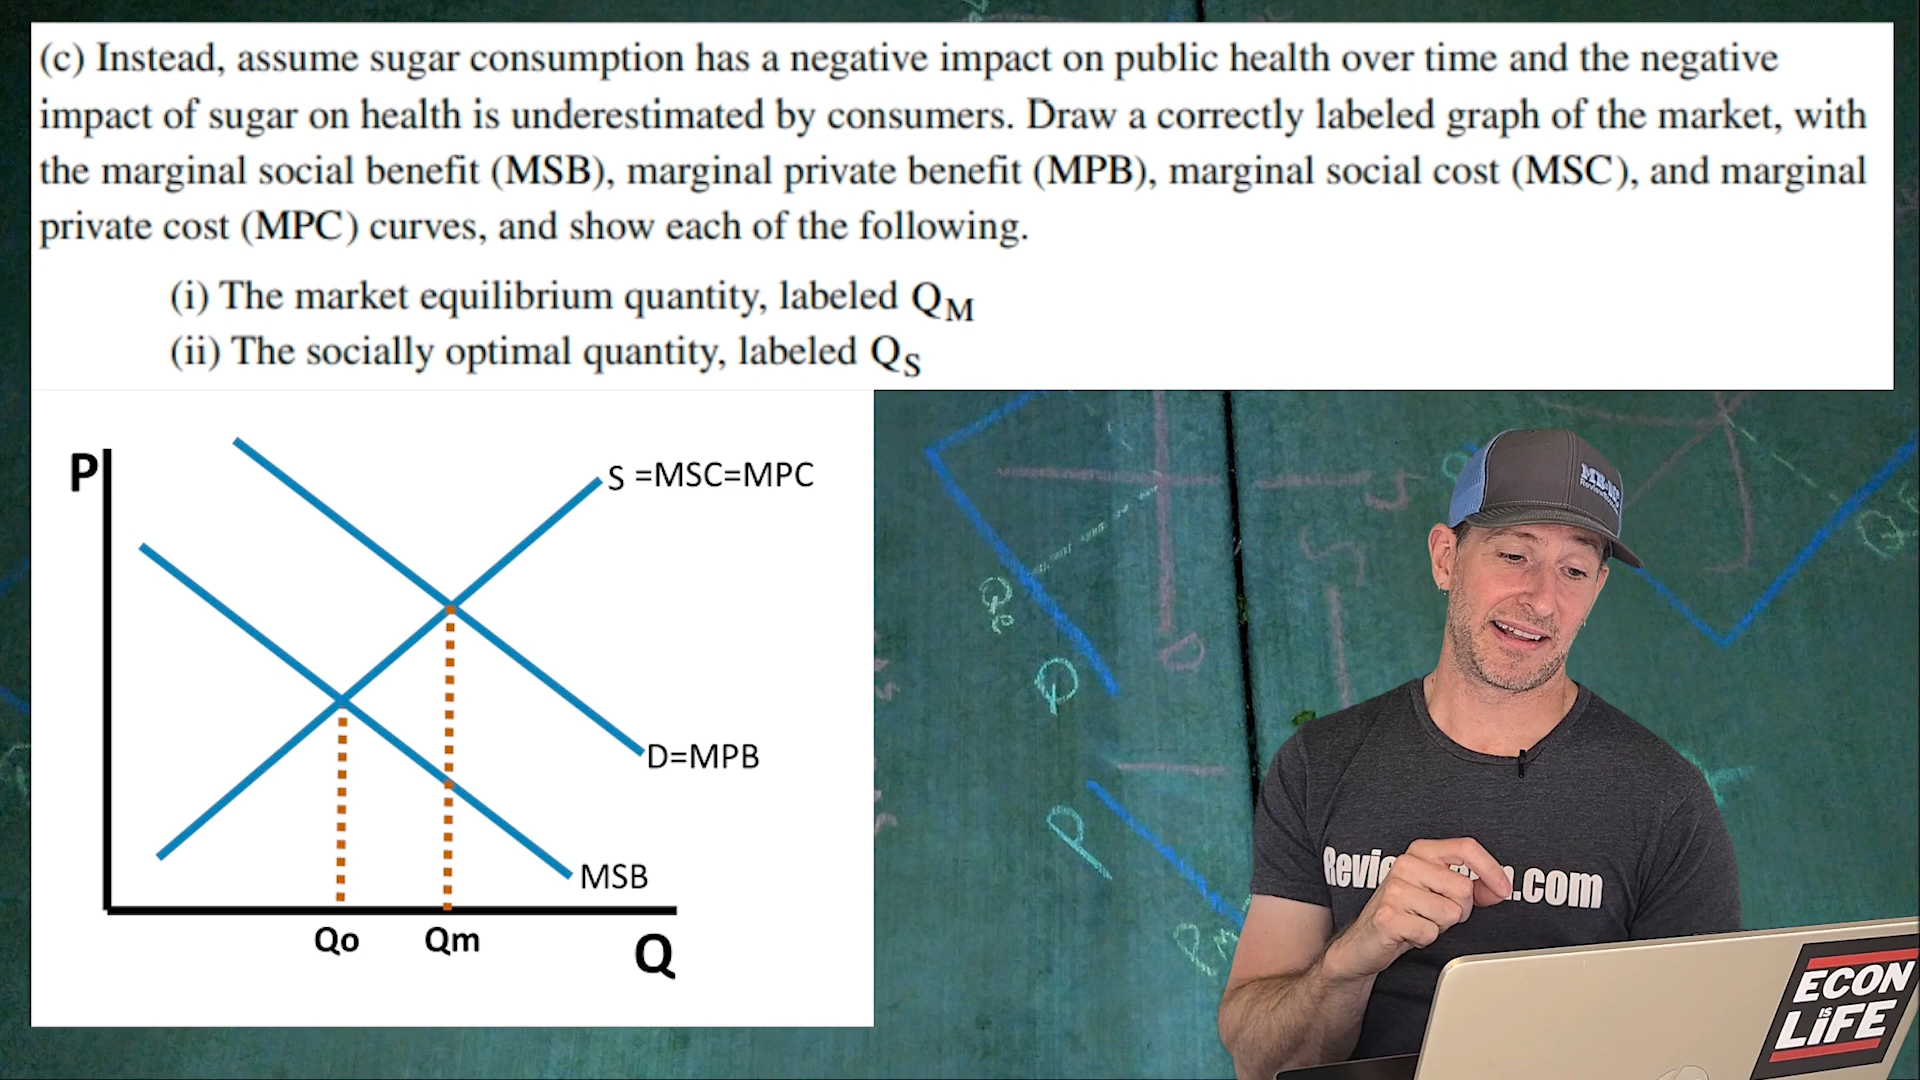 (c) Instead, assume sugar consumption has a negative impact on public health over time and the negative
impact of sugar on health is underestimated by consumers. Draw a correctly labeled graph of the market, with
the marginal social benefit (MSB), marginal private benefit (MPB), marginal social cost (MSC), and marginal
private cost (MPC) curves, and show each of the following.
(i) The market equilibrium quantity, labeled QM
(ii) The socially optimal quantity, labeled QS
P
S =MSC=MPC
D=MPB
MSB
Qo Qm
Q
Q
P
D
.com
ECON
IS
LiFE